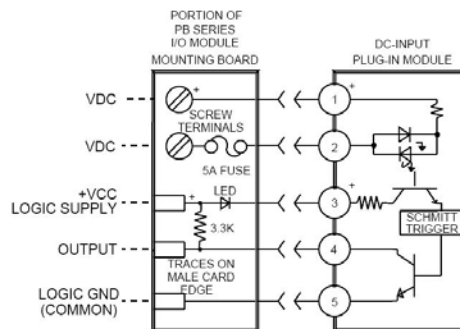 PORTION OF
PB SERIES
I/O MODULE
MOUNTING BOARD
DC-INPUT
PLUG-IN MODULE
VDC
+
1
+
SCREW
TERMINALS
VDC
2
5A FUSE
+VCC
LOGIC SUPPLY
+
LED
3
+
3.3K
SCHMITT
TRIGGER
OUTPUT
4
TRACES ON
MALE CARD
EDGE
LOGIC GND
(COMMON)
5